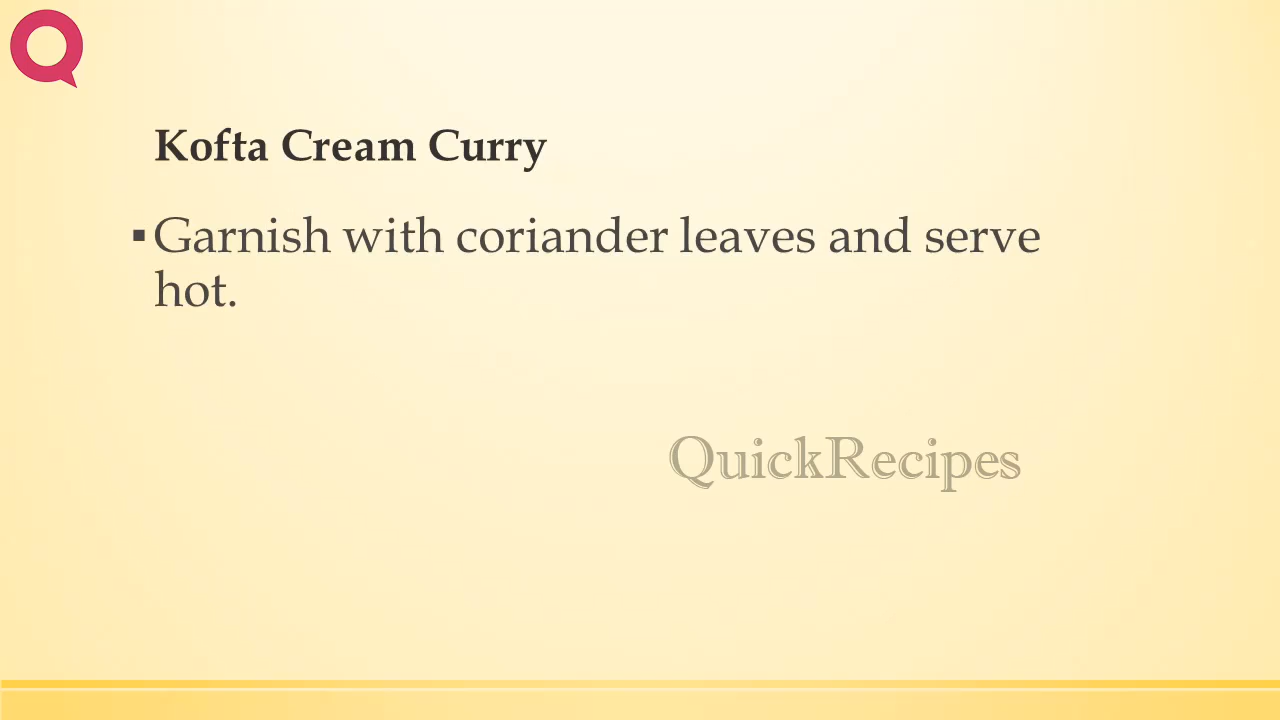 Kofta Cream Curry
▪Garnish with coriander leaves and serve
hot.
QuickRecipes